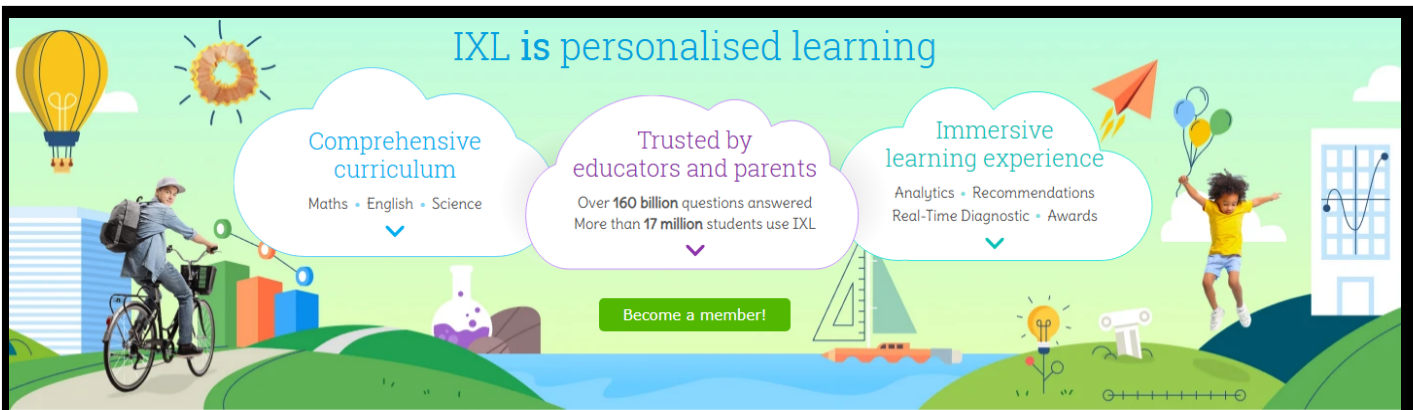 IXL is personalised learning
Comprehensive
curriculum
Maths • English • Science
Trusted by
educators and parents
Over 160 billion questions answered
More than 17 million students use IXL
Immersive
learning experience
Analytics • Recommendations
Real-Time Diagnostic • Awards
Become a member!